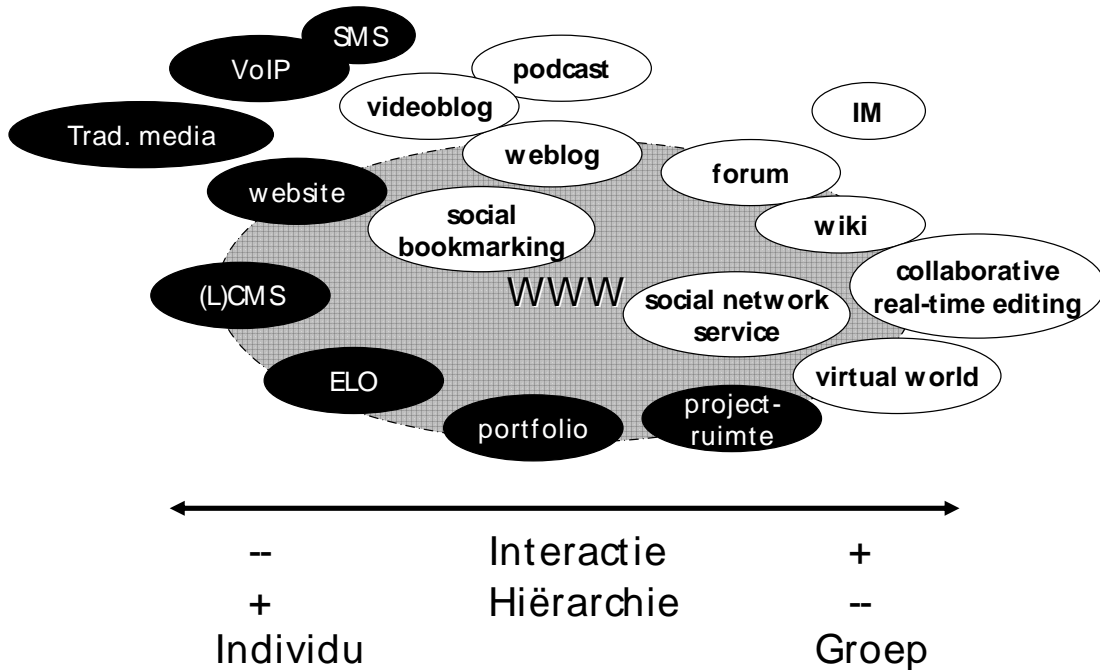 SMS
VoIP
podcast
videoblog
IM
Trad. media
weblog
forum
website
social
bookmarking
wiki
collaborative
real-time editing
(L)CMS
WWW
social network
service
ELO
virtual world
portfolio
project-
ruimte
-- Interactie +
+ Hiërarchie --
Individu Groep